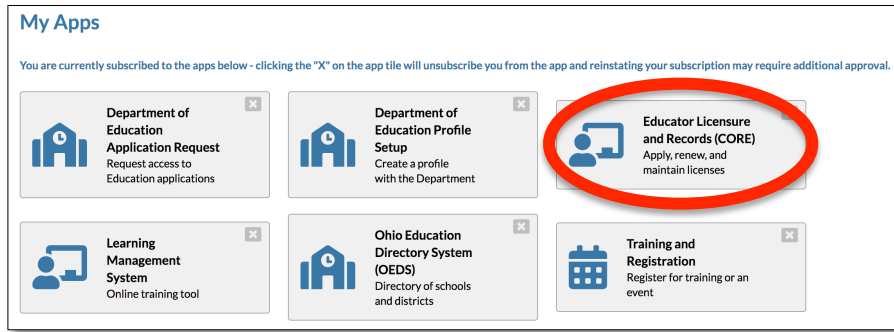 My Apps
You are currently subscribed to the apps below - clicking the "X" on the app tile will unsubscribe you from the app and reinstating your subscription may require additional approval.
Department of
Education
Application Request
Request access to
Education applications
Department of
Education Profile
Setup
Create a profile
with the Department
Educator Licensure
and Records (CORE)
Apply, renew, and
maintain licenses
Learning
Management
System
Online training tool
Ohio Education
Directory System
(OEDS)
Directory of schools
and districts
Training and
Registration
Register for training or an
event